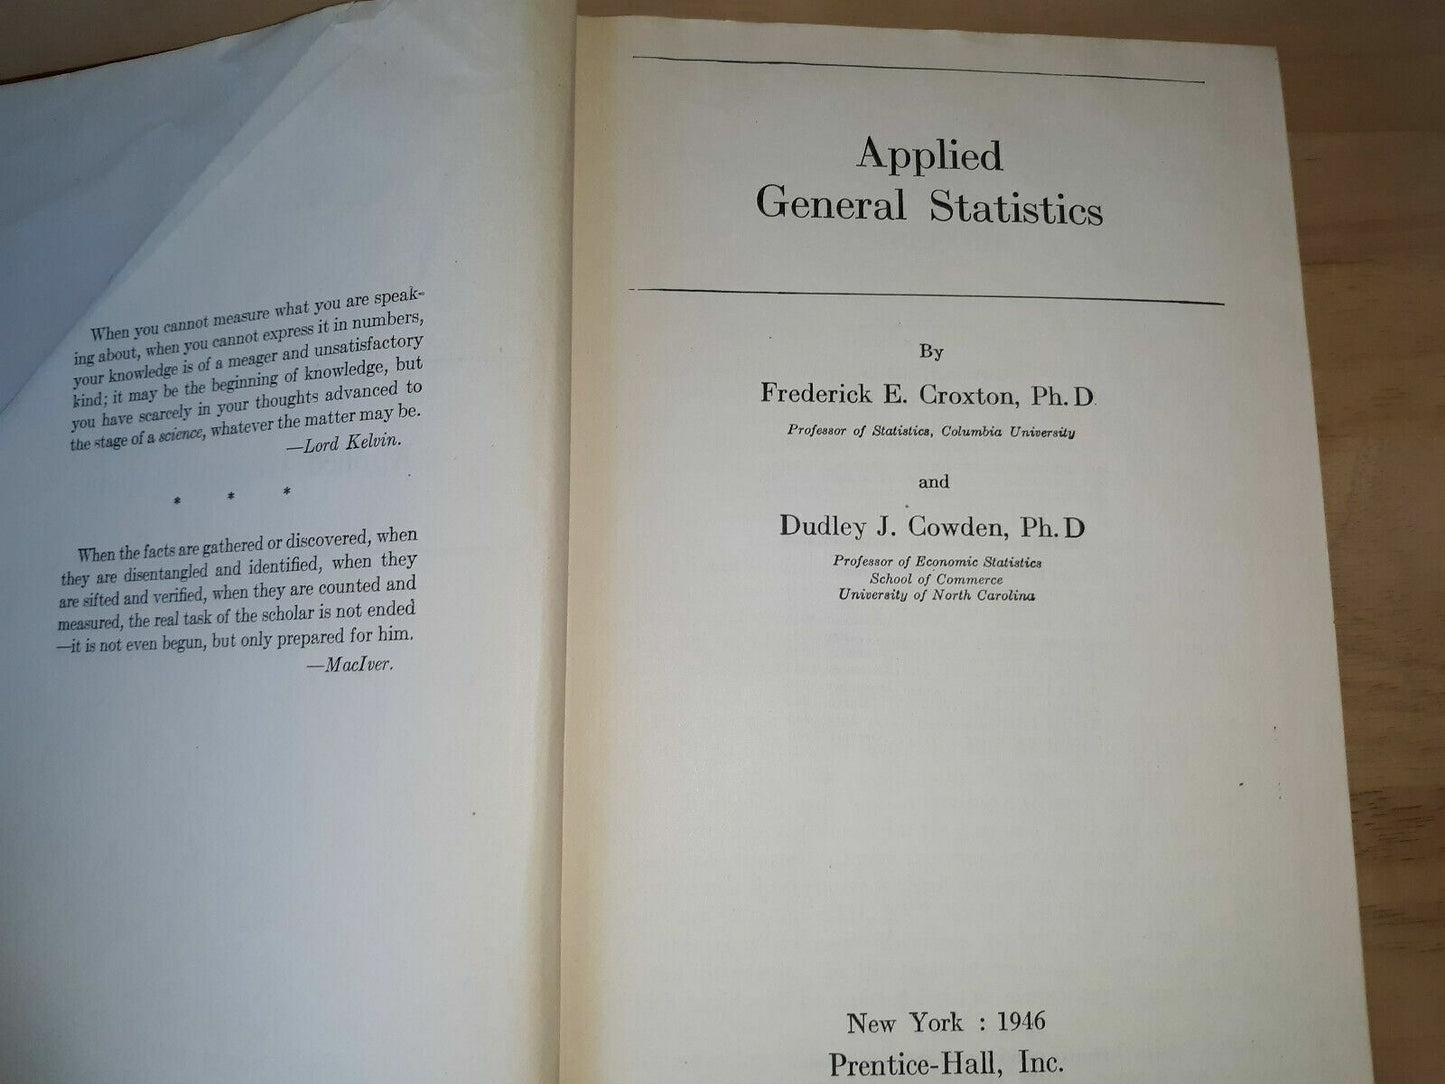 When you cannot measure what you are speak-
ing about, when you cannot express it in numbers,
your knowledge is of a meager and unsatisfactory
kind; it may be the beginning of knowledge, but
you have scarcely in your thoughts advanced to
the stage of a science, whatever the matter may be.
—Lord Kelvin.
* * *
When the facts are gathered or discovered, when
they are disentangled and identified, when they
are sifted and verified, when they are counted and
measured, the real task of the scholar is not ended
—it is not even begun, but only prepared for him.
—MacIver.
Applied
General Statistics
By
Frederick E. Croxton, Ph.D.
Professor of Statistics, Columbia University
and
Dudley J. Cowden, Ph.D
Professor of Economic Statistics
School of Commerce
University of North Carolina
New York : 1946
Prentice-Hall, Inc.